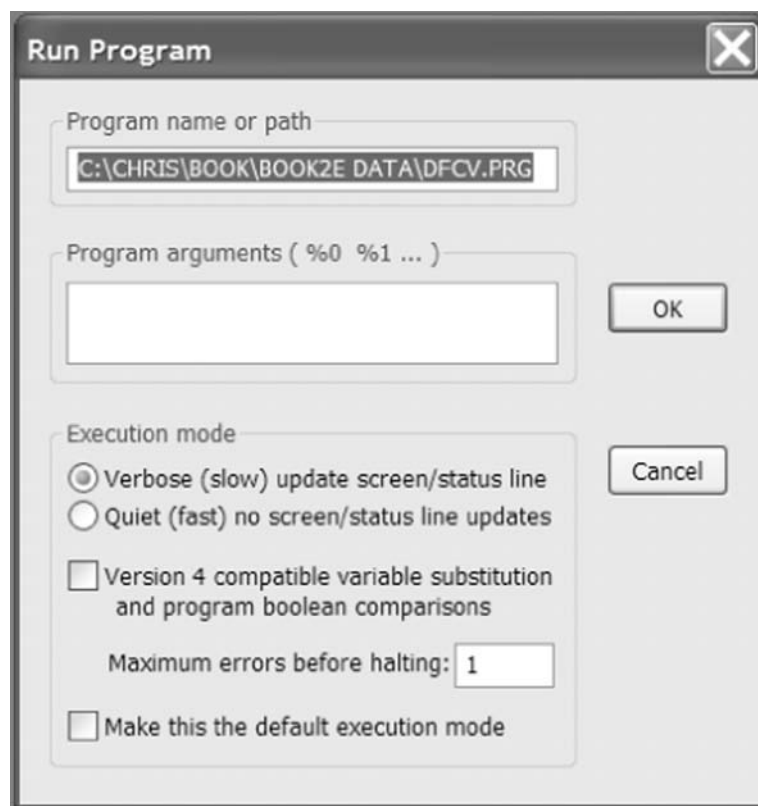 Run Program
Program name or path
C:\CHRIS\BOOK\BOOK2E DATA\DFCV.PRG
Program arguments ( %0 %1 ... )
OK
Execution mode
Verbose (slow) update screen/status line
Cancel
Quiet (fast) no screen/status line updates
Version 4 compatible variable substitution
and program boolean comparisons
Maximum errors before halting: 1
Make this the default execution mode